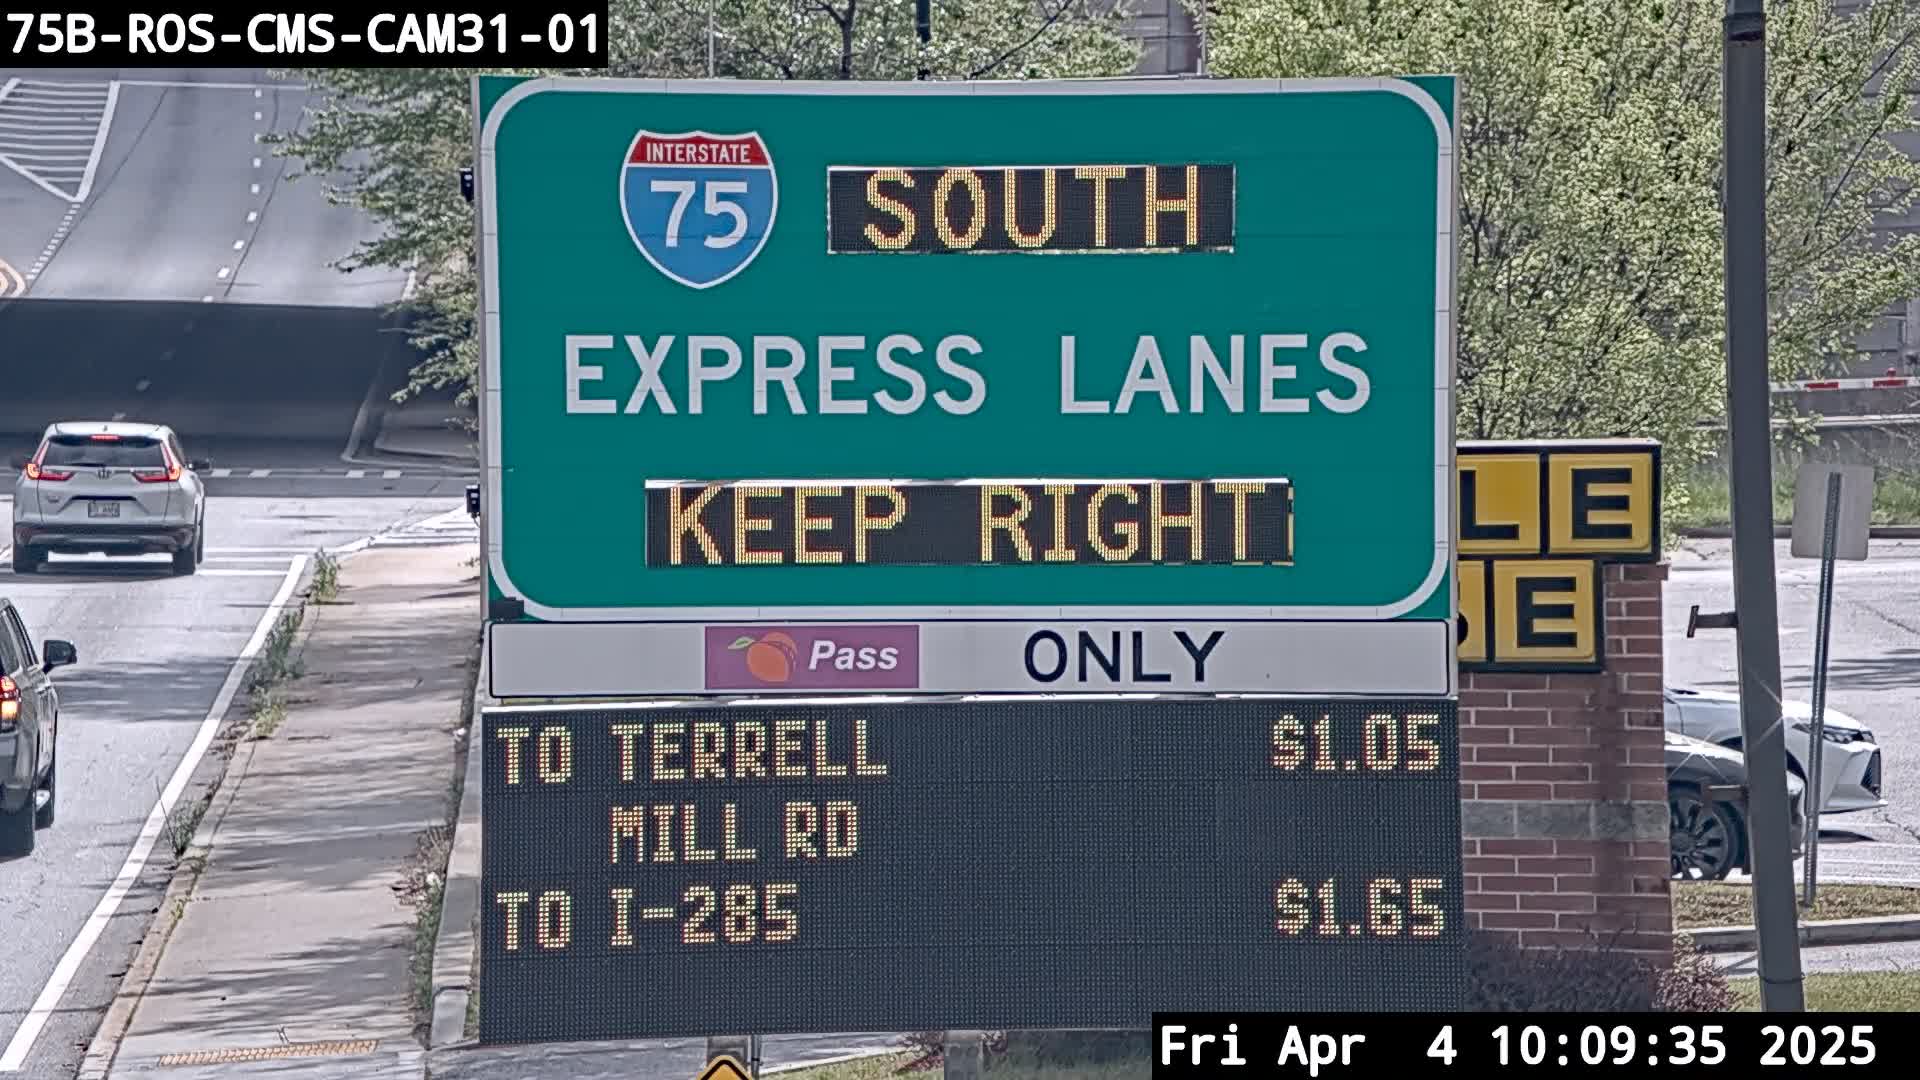 75B-ROS-CMS-CAM31-01
INTERSTATE
75
SOUTH
EXPRESS LANES
KEEP RIGHT
Pass ONLY
TO TERRELL $1.05
MILL RD
TO I-285 $1.65
LE
E
Fri Apr 4 10:09:35 2025